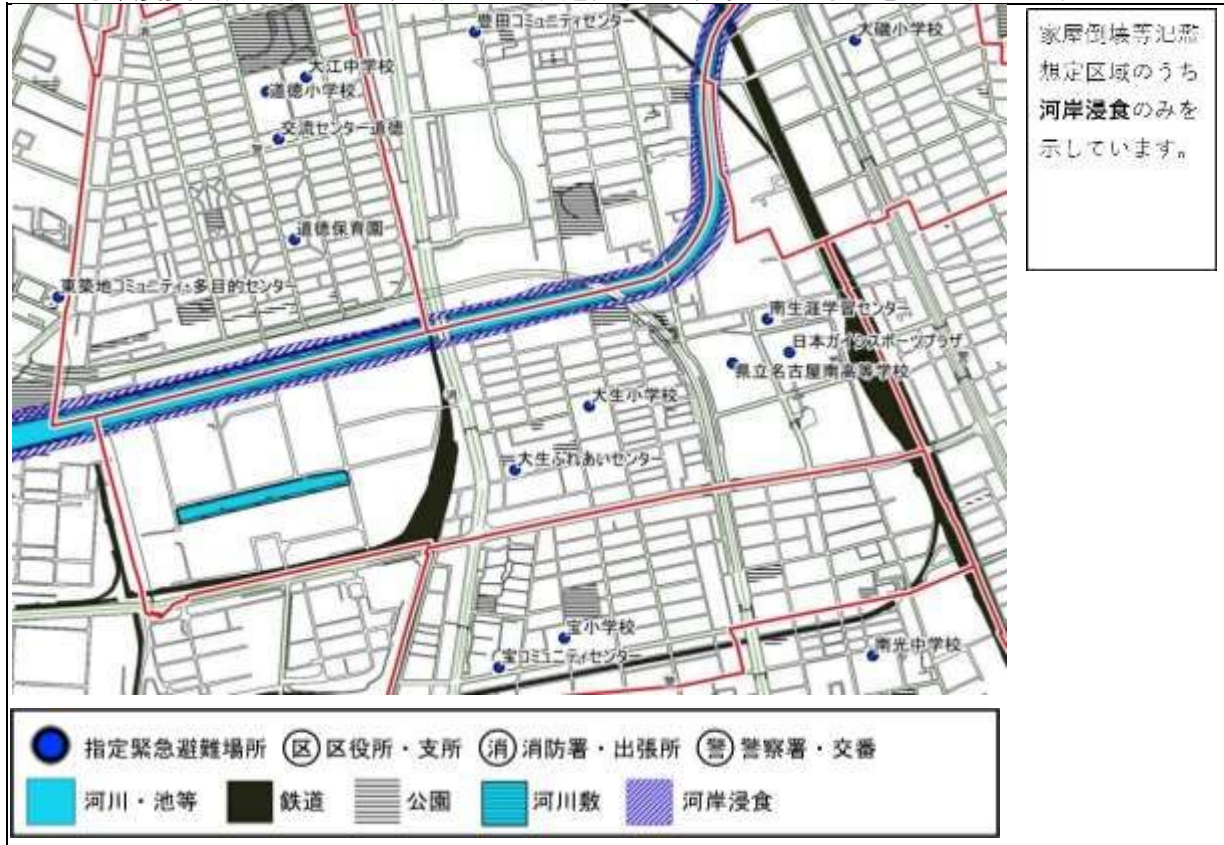 豊田コミュニティセンター
大磯小学校
大江中学校
道徳小学校
交流センター道徳
道徳保育園
東築地コミュニティ・多目的センター
南生涯学習センター
日本ガイシスポーツプラザ
県立名古屋南高等学校
大生小学校
大生ふれあいセンター
宝小学校
宝コミュニティセンター
南光中学校
家屋倒壊等氾濫
想定区域のうち
河岸浸食のみを
示しています。
指定緊急避難場所 区 区役所・支所 消 消防署・出張所 警 警察署・交番
河川・池等 鉄道 公園 河川敷 河岸浸食